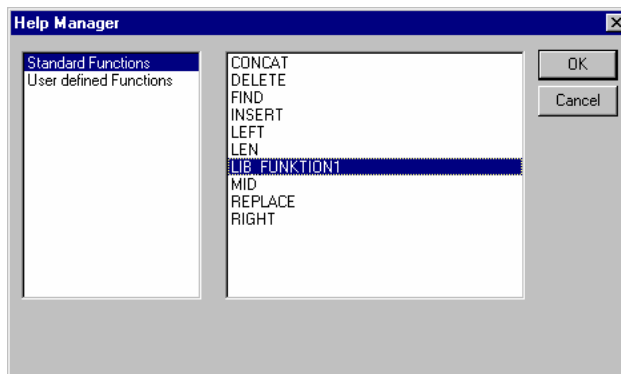 Help Manager
Standard Functions
User defined Functions
CONCAT
DELETE
FIND
INSERT
LEFT
LEN
LIB_FUNKTION1
MID
REPLACE
RIGHT
OK
Cancel